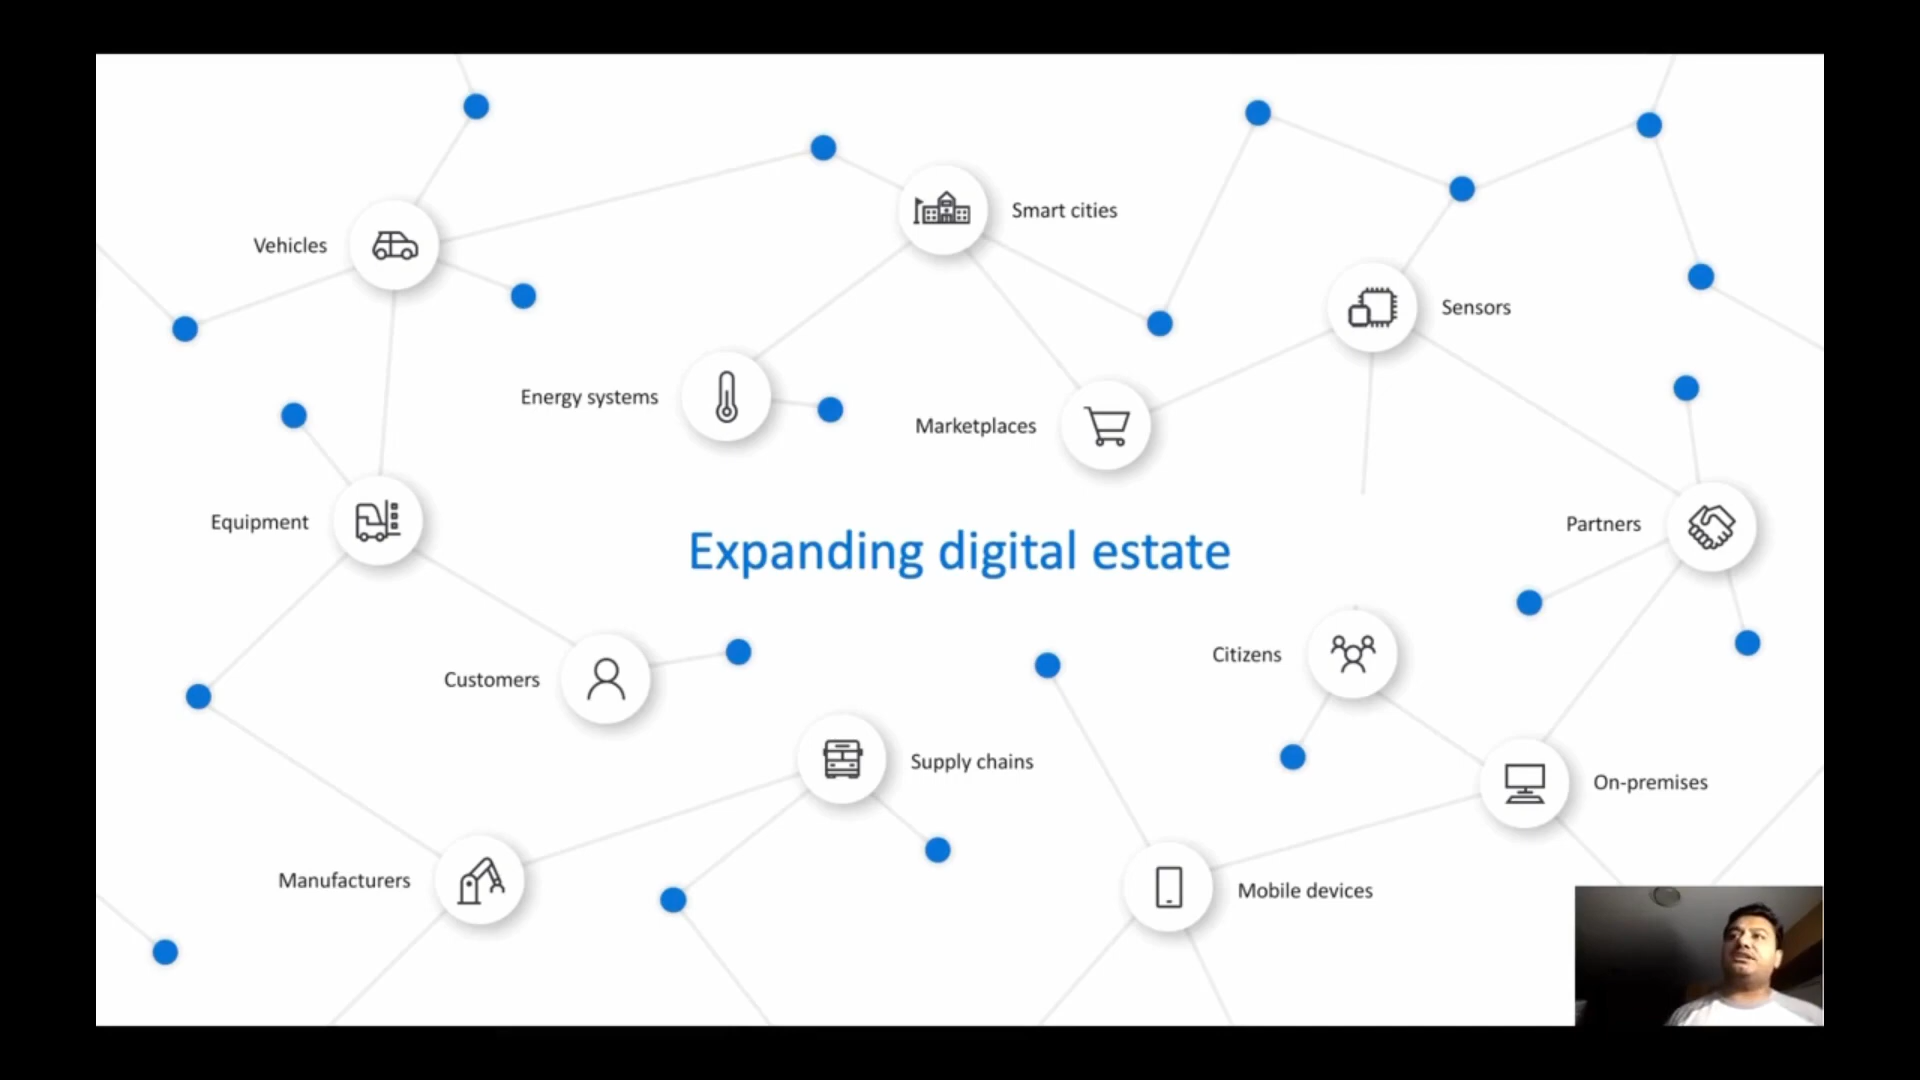 Smart cities
Vehicles
Sensors
Energy systems
Marketplaces
Equipment
Partners
Expanding digital estate
Citizens
Customers
Supply chains
On-premises
Manufacturers
Mobile devices